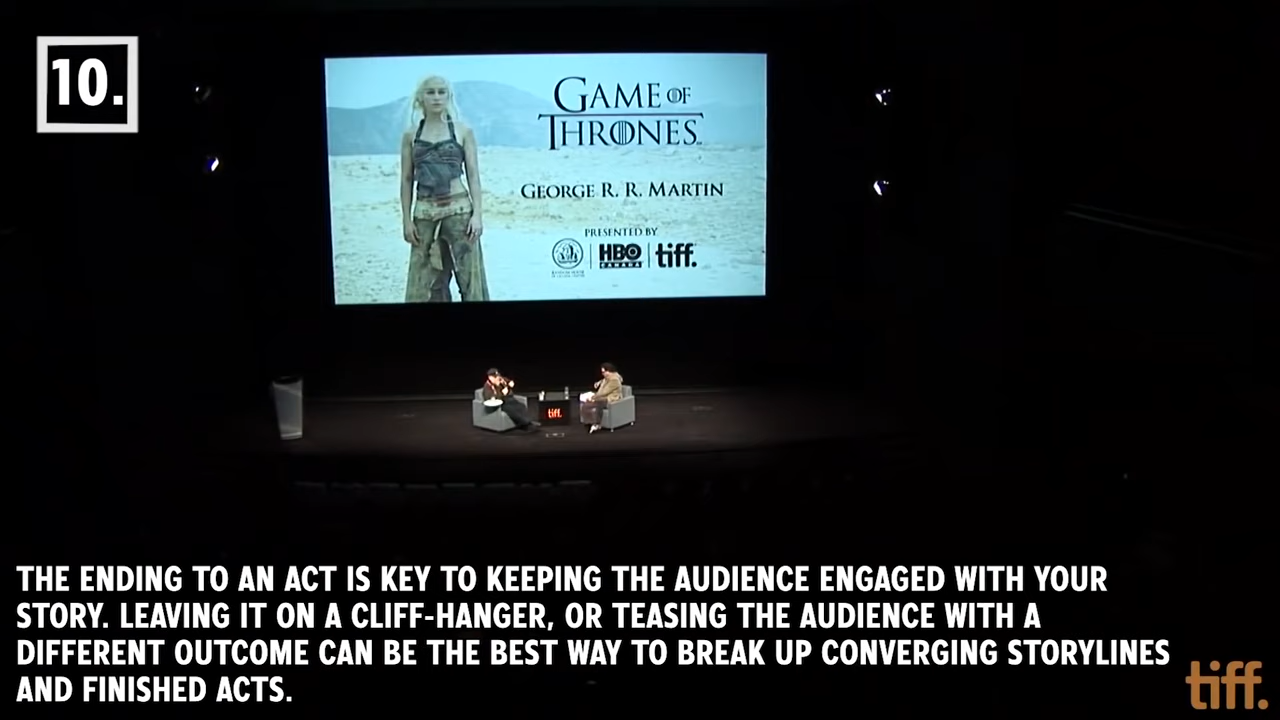 10.
GAME OF
THRONES
GEORGE R. R. MARTIN
PRESENTED BY
HBO
CANADA
tiff.
tiff.
THE ENDING TO AN ACT IS KEY TO KEEPING THE AUDIENCE ENGAGED WITH YOUR
STORY. LEAVING IT ON A CLIFF-HANGER, OR TEASING THE AUDIENCE WITH A
DIFFERENT OUTCOME CAN BE THE BEST WAY TO BREAK UP CONVERGING STORYLINES
AND FINISHED ACTS.
tiff.